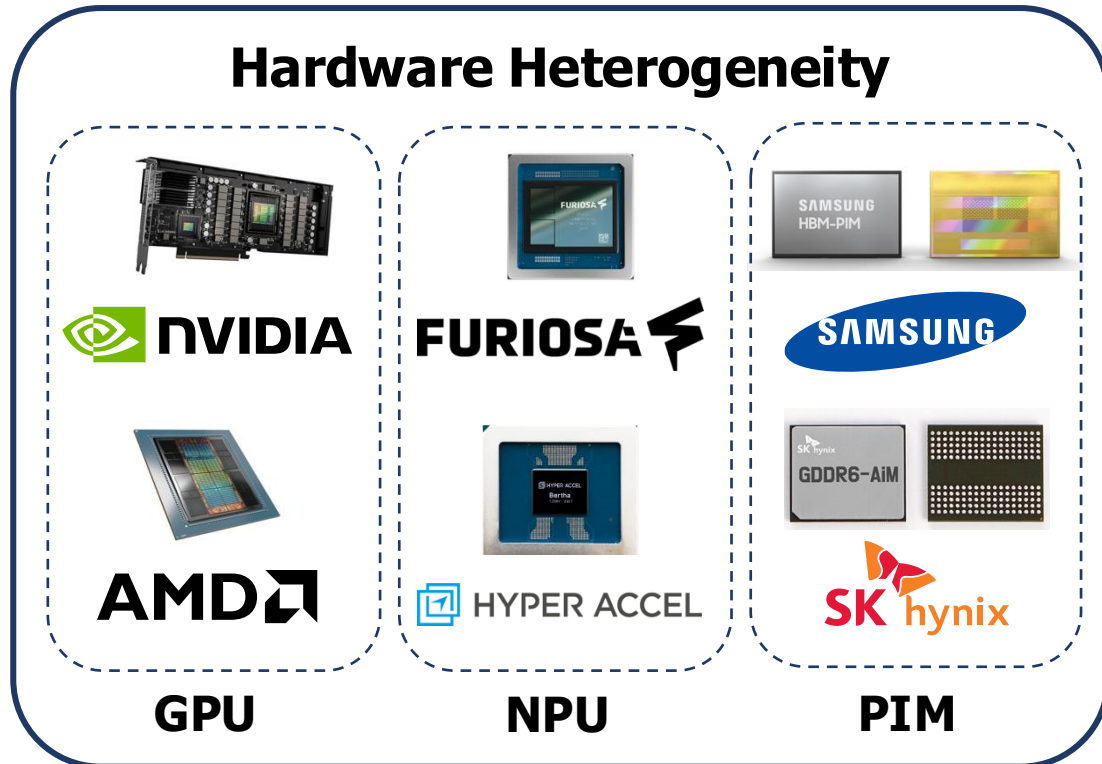 Hardware Heterogeneity
NVIDIA
AMD
GPU
FURIOSA
FURIOSA
HYPER ACCEL
Bertha
HYPER ACCEL
NPU
SAMSUNG
HBM-PIM
SAMSUNG
SK hynix
GDDR6-AiM
SK hynix
PIM